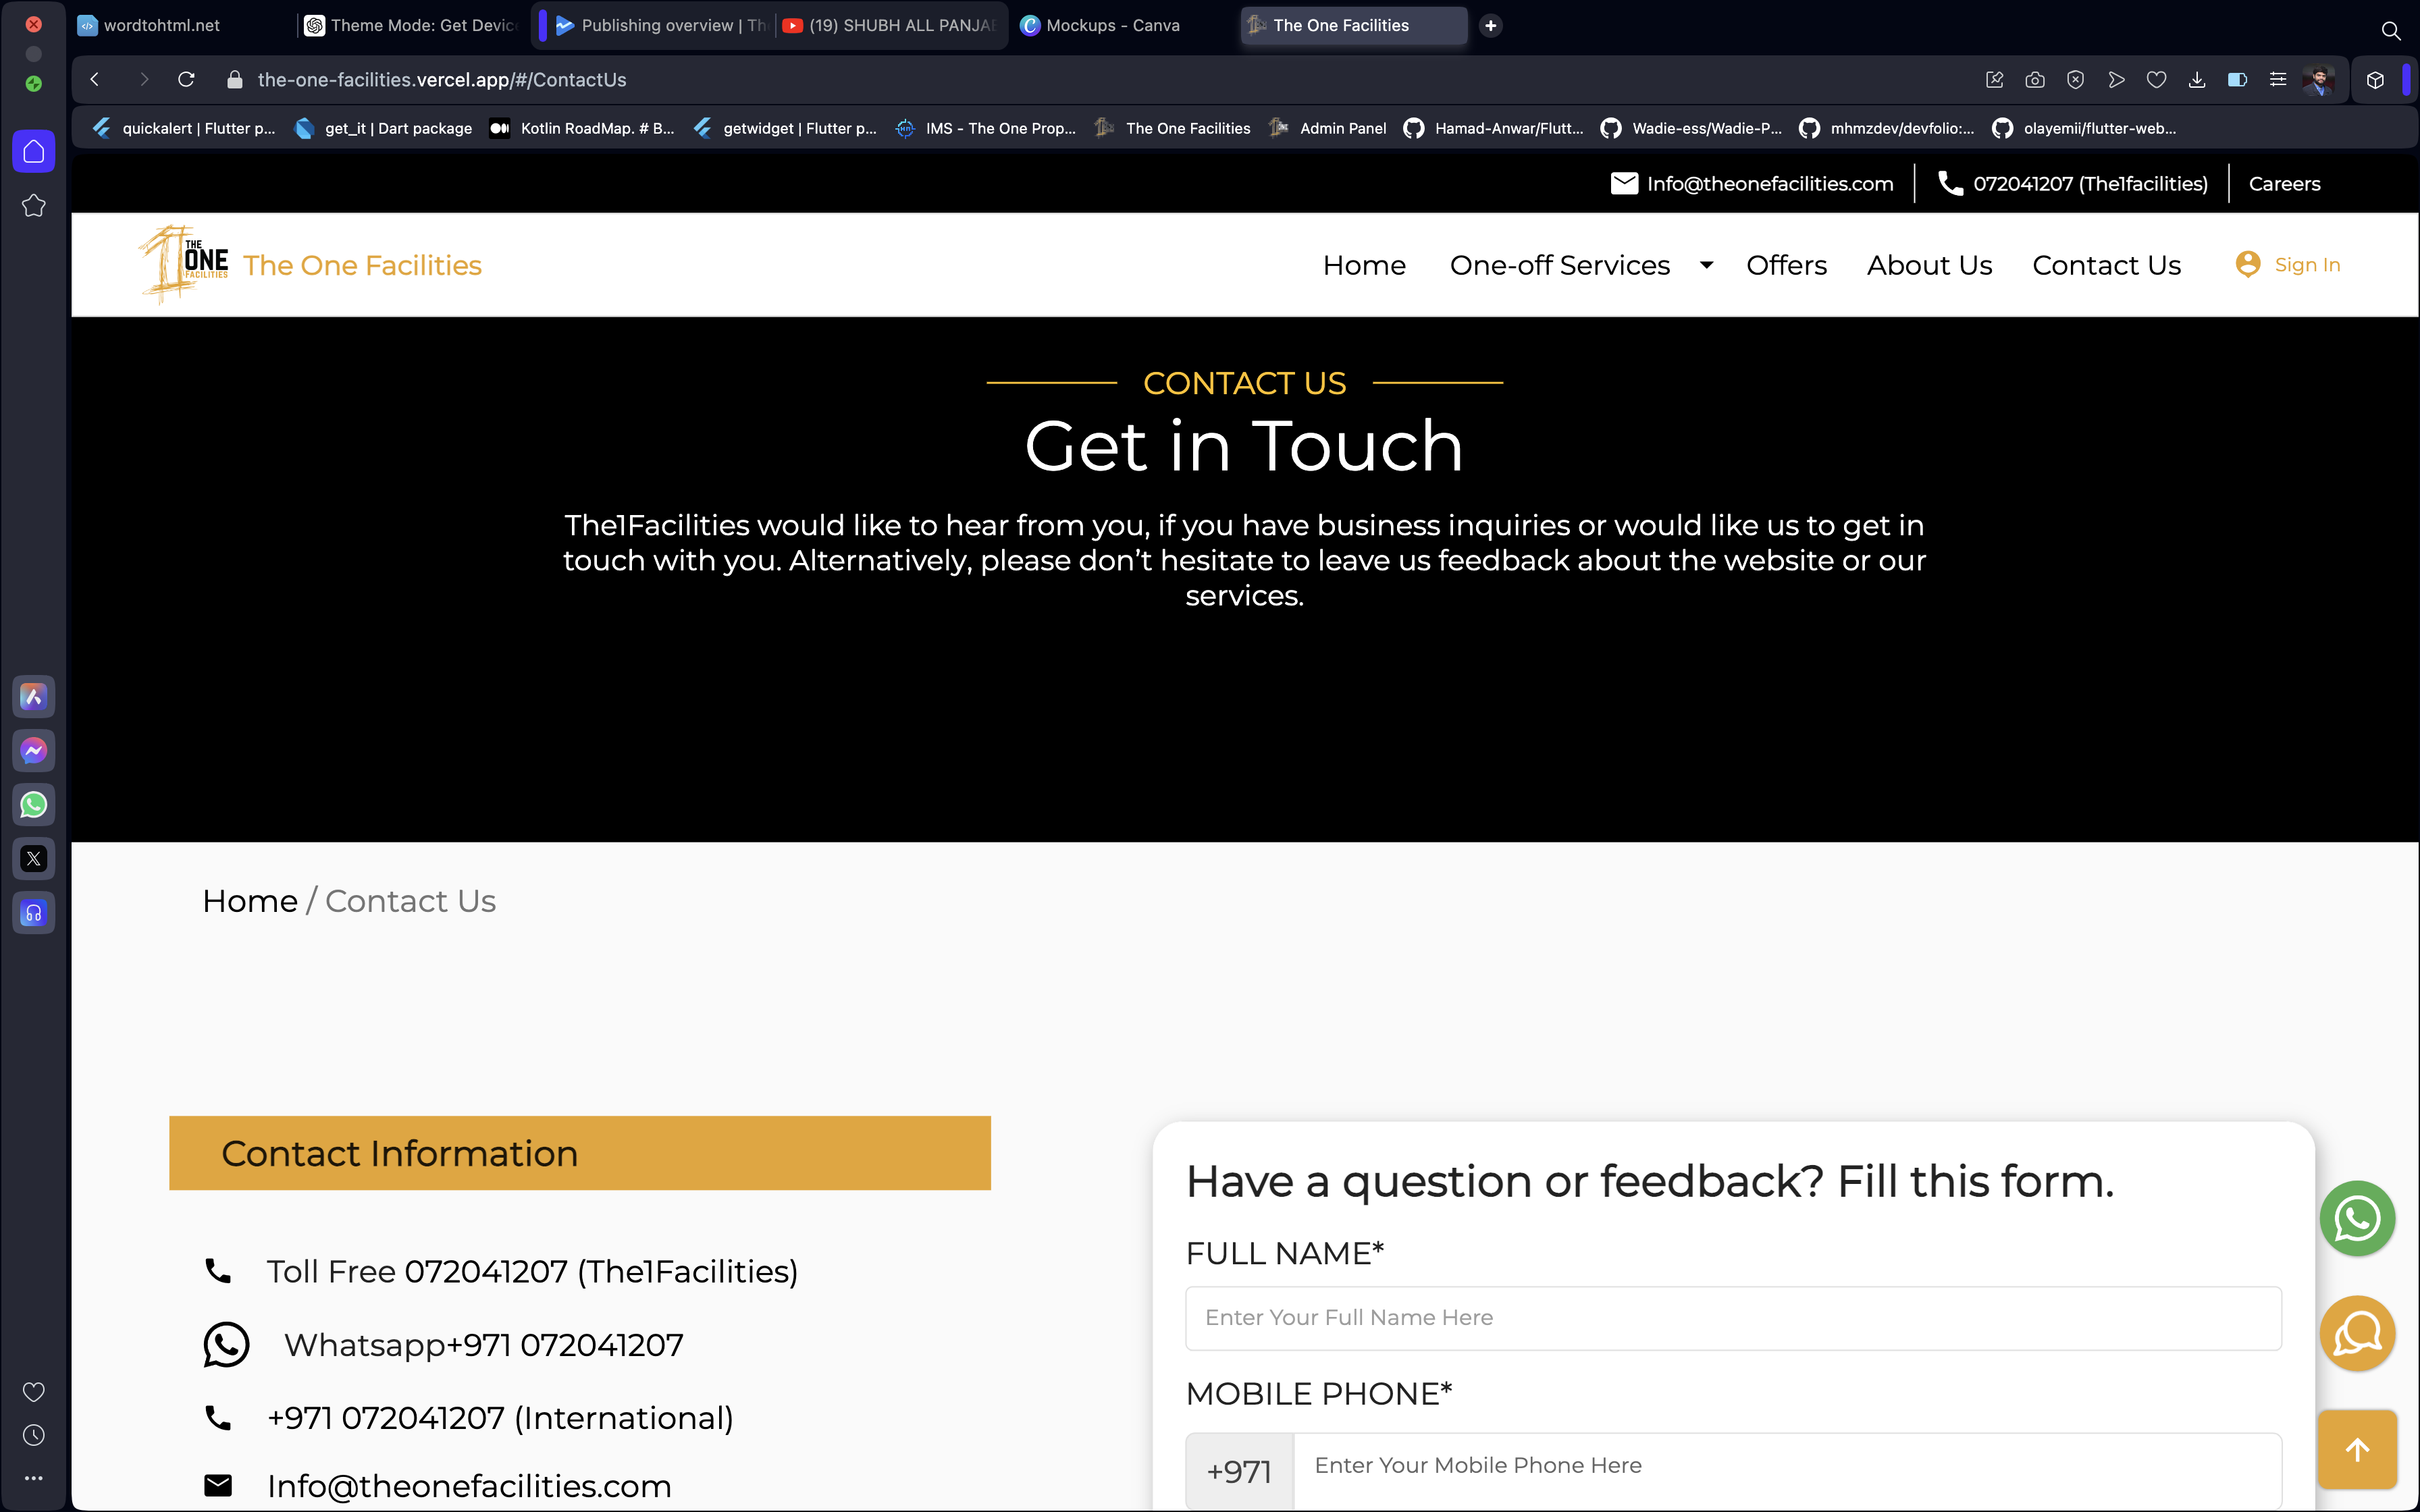 wordtohtml.net
Theme Mode: Get Devic
Publishing overview | Th
(19) SHUBH ALL PANJA
Mockups - Canva
The One Facilities
the-one-facilities.vercel.app/#/ContactUs
quickalert | Flutter p...
get_it | Dart package
Kotlin RoadMap. # B...
getwidget | Flutter p...
IMS - The One Prop...
The One Facilities
Admin Panel
Hamad-Anwar/Flutt...
Wadie-ess/Wadie-P...
mhmzdev/devfolio:...
olayemii/flutter-web...
Info@theonefacilities.com
072041207 (The1facilities)
Careers
THE
ONE
FACILITIES
The One Facilities
Home
One-off Services
Offers
About Us
Contact Us
Sign In
CONTACT US
Get in Touch
The1Facilities would like to hear from you, if you have business inquiries or would like us to get in
touch with you. Alternatively, please don’t hesitate to leave us feedback about the website or our
services.
Home / Contact Us
Contact Information
Toll Free 072041207 (The1Facilities)
Whatsapp+971 072041207
+971 072041207 (International)
Info@theonefacilities.com
Have a question or feedback? Fill this form.
FULL NAME*
Enter Your Full Name Here
MOBILE PHONE*
+971
Enter Your Mobile Phone Here